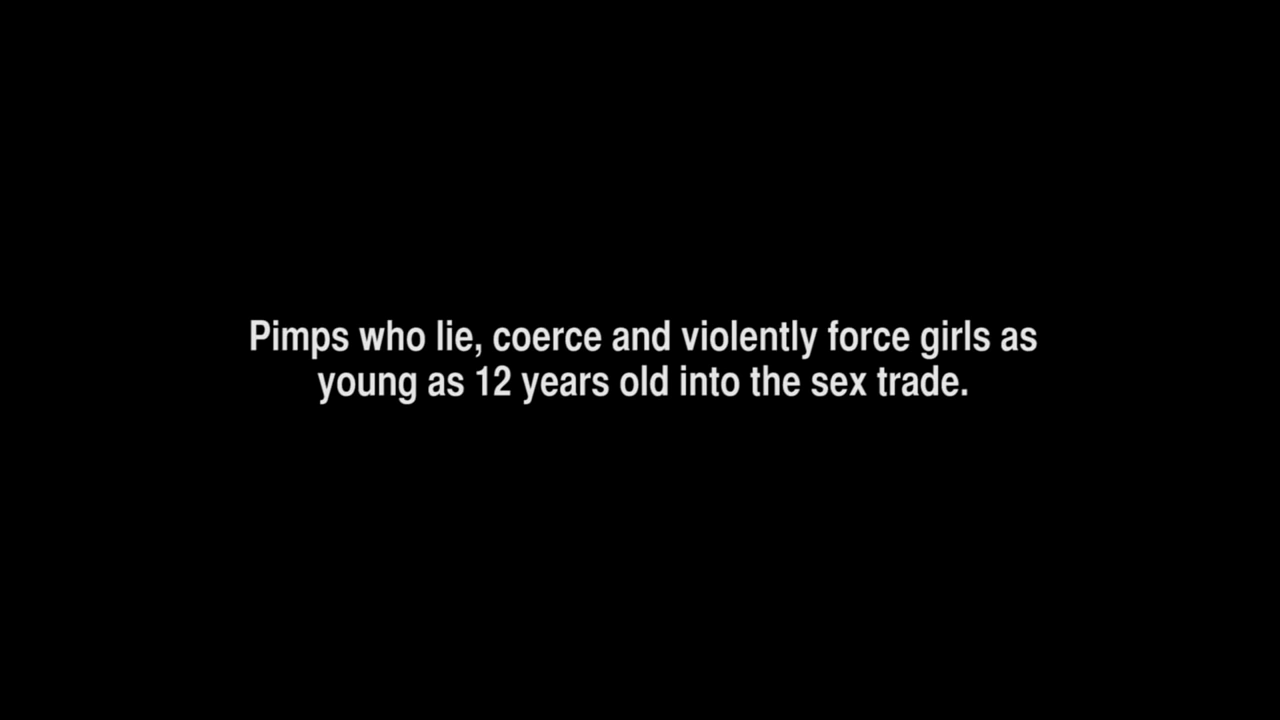 Pimps who lie, coerce and violently force girls as
young as 12 years old into the sex trade.